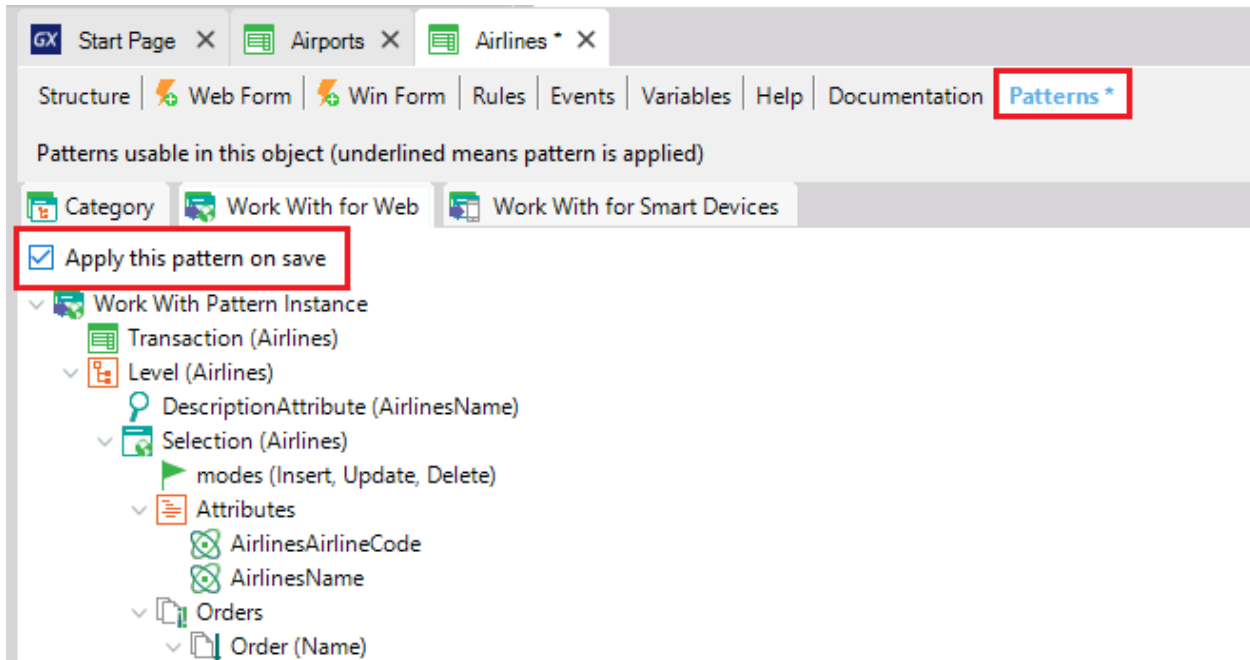 GX Start Page Airports Airlines *
Structure Web Form Win Form Rules Events Variables Help Documentation Patterns *
Patterns usable in this object (underlined means pattern is applied)
Category Work With for Web Work With for Smart Devices
Apply this pattern on save
Work With Pattern Instance
Transaction (Airlines)
Level (Airlines)
DescriptionAttribute (AirlinesName)
Selection (Airlines)
modes (Insert, Update, Delete)
Attributes
AirlinesAirlineCode
AirlinesName
Orders
Order (Name)